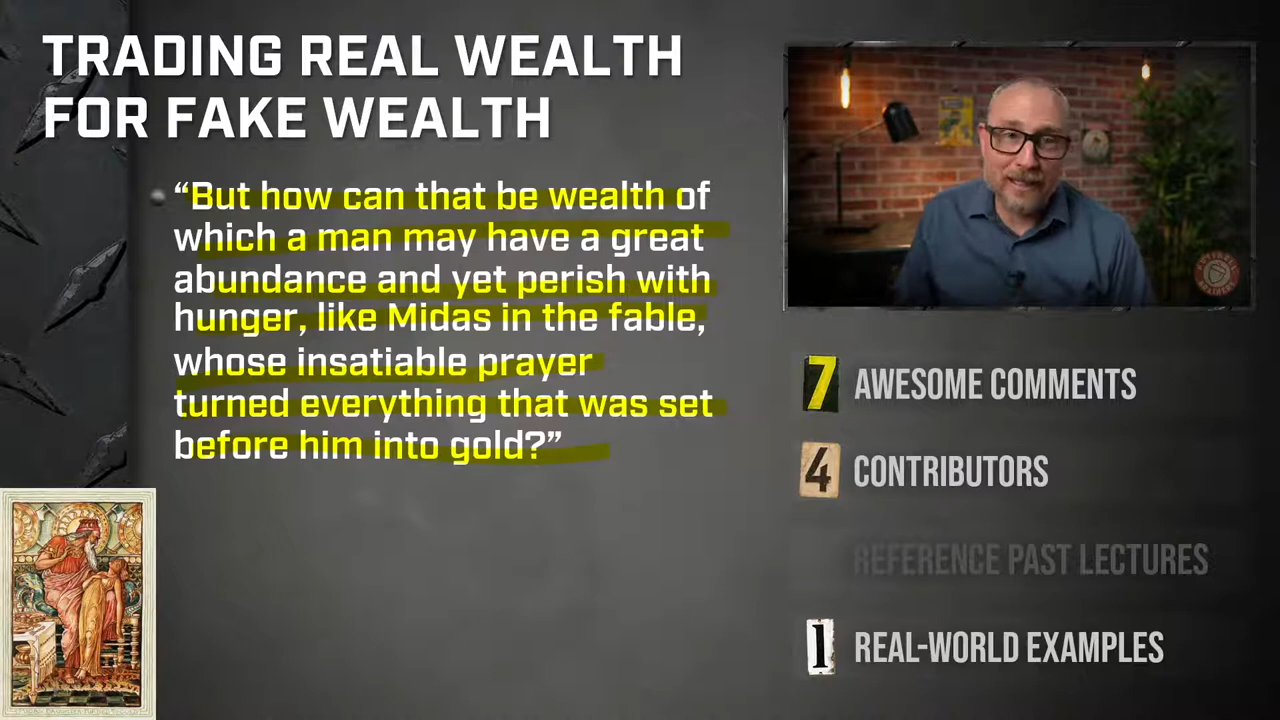 TRADING REAL WEALTH
FOR FAKE WEALTH
“But how can that be wealth of
which a man may have a great
abundance and yet perish with
hunger, like Midas in the fable,
whose insatiable prayer
turned everything that was set
before him into gold?”
7 AWESOME COMMENTS
4 CONTRIBUTORS
REFERENCE PAST LECTURES
1 REAL-WORLD EXAMPLES